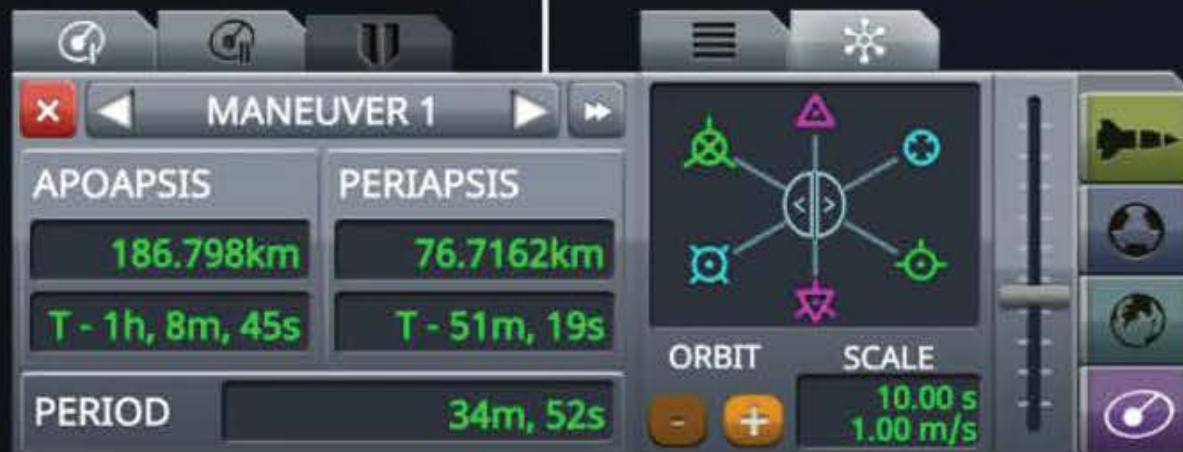 MANEUVER 1
APOAPSIS
186.798km
T - 1h, 8m, 45s
PERIAPSIS
76.7162km
T - 51m, 19s
PERIOD
34m, 52s
ORBIT
- +
SCALE
10.00 s
1.00 m/s